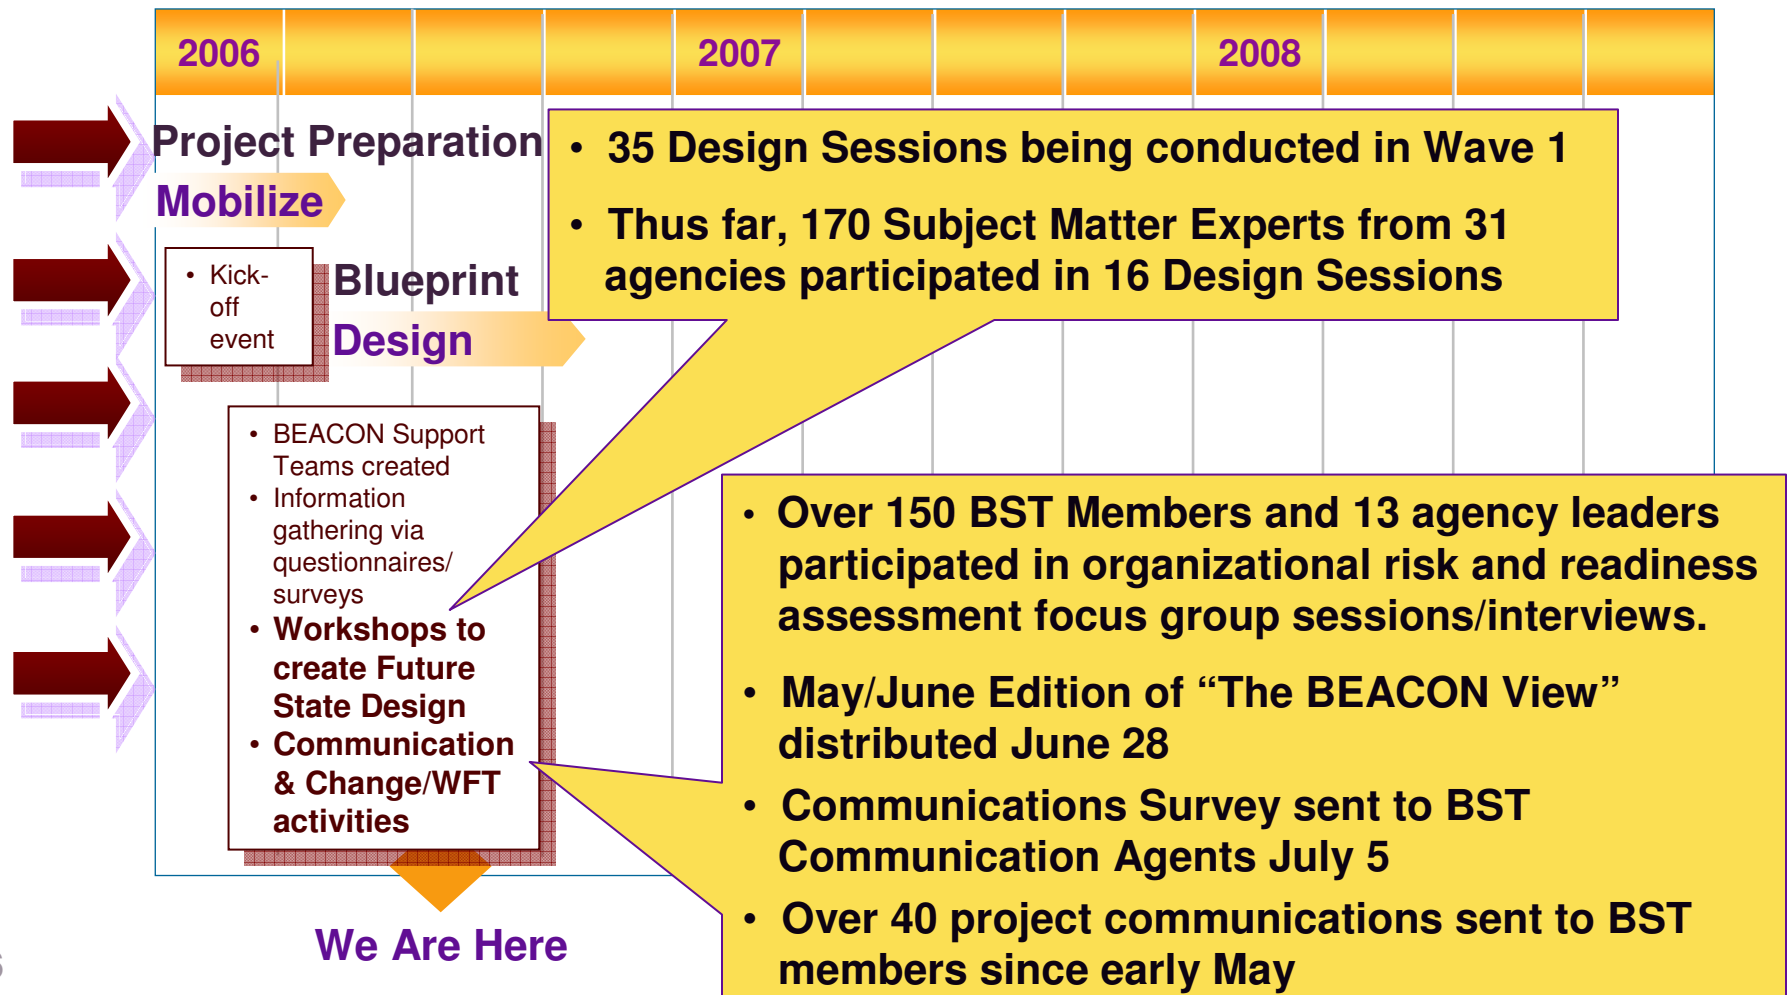 2006
2007
2008
Project Preparation
Mobilize
• Kick-
off
event
Blueprint
Design
• 35 Design Sessions being conducted in Wave 1
• Thus far, 170 Subject Matter Experts from 31
agencies participated in 16 Design Sessions
• BEACON Support
Teams created
• Information
gathering via
questionnaires/
surveys
• Workshops to
create Future
State Design
• Communication
& Change/WFT
activities
• Over 150 BST Members and 13 agency leaders
participated in organizational risk and readiness
assessment focus group sessions/interviews.
• May/June Edition of “The BEACON View”
distributed June 28
• Communications Survey sent to BST
Communication Agents July 5
• Over 40 project communications sent to BST
members since early May
We Are Here